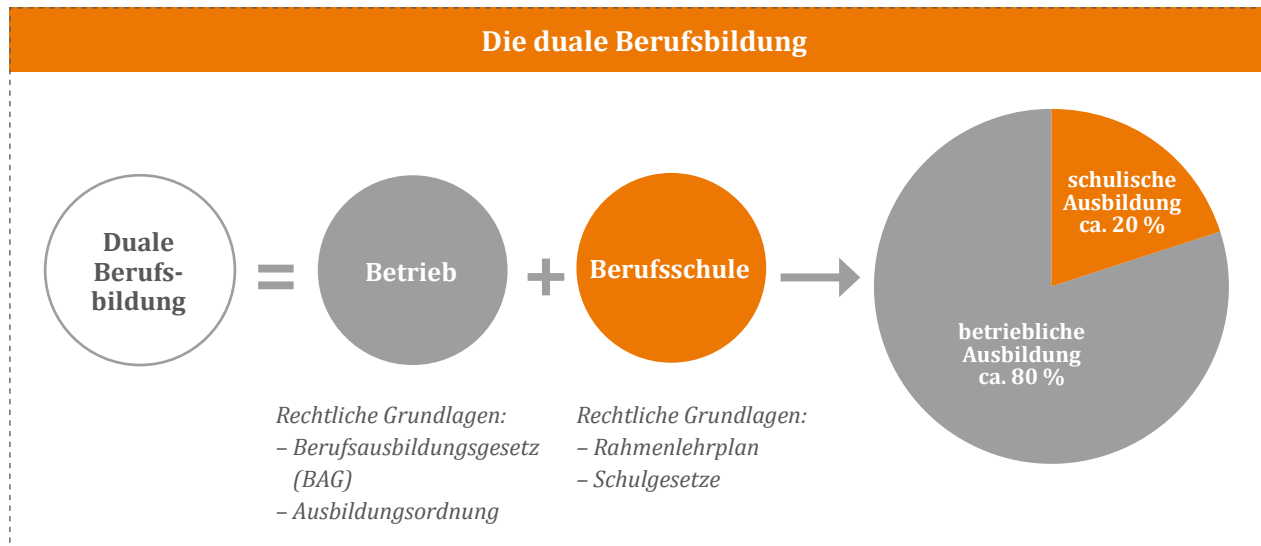 Die duale Berufsbildung
Duale
Berufs-
bildung
=
Betrieb
+
Berufsschule
schulische
Ausbildung
ca. 20 %
betriebliche
Ausbildung
ca. 80 %
Rechtliche Grundlagen:
– Berufsausbildungsgesetz
(BAG)
– Ausbildungsordnung
Rechtliche Grundlagen:
– Rahmenlehrplan
– Schulgesetze